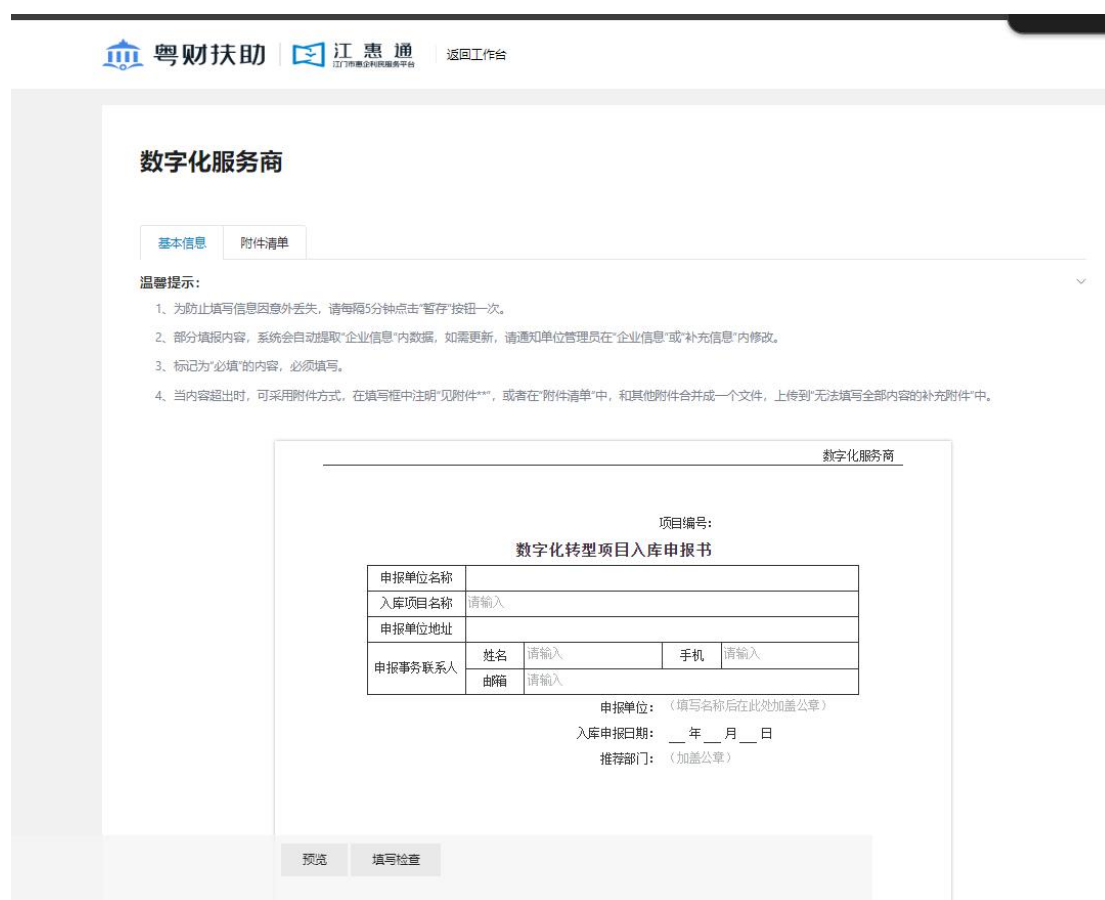 粤财扶助 江惠通 江门市惠企利民服务平台 返回工作台
数字化服务商
基本信息 附件清单
温馨提示：
1、为防止填写信息因意外丢失，请每隔5分钟点击"暂存"按钮一次。
2、部分填报内容，系统会自动提取"企业信息"内数据，如需更新，请通知单位管理员在"企业信息"或"补充信息"内修改。
3、标记为"必填"的内容，必须填写。
4、当内容超出时，可采用附件方式，在填写框中注明"见附件**"，或者在"附件清单"中，和其他附件合并成一个文件，上传到"无法填写全部内容的补充附件"中。
数字化服务商
项目编号：
数字化转型项目入库申报书
申报单位名称
入库项目名称 请输入
申报单位地址
申报事务联系人 姓名 请输入 手机 请输入
邮箱 请输入
申报单位：（填写名称后在此处加盖公章）
入库申报日期： __年__月__日
推荐部门：（加盖公章）
预览 填写检查